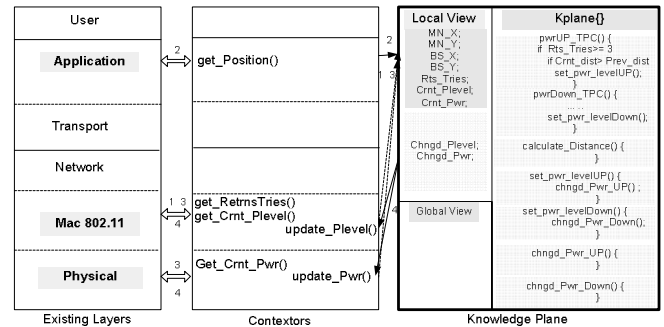 User
Application
Transport
Network
Mac 802.11
Physical
Existing Layers
2
1 3
4
3
4
get_Position()
get_RetrnsTries()
get_Crnt_Plevel()
update_Plevel()
Get_Crnt_Pwr()
update_Pwr()
Contextors
2
1 3
4
Local View
MN_X;
MN_Y;
BS_X;
BS_Y;
Rts_Tries;
Crnt_Plevel;
Crnt_Pwr;
Chngd_Plevel;
Chngd_Pwr;
Global View
Kplane{}
pwrUP_TPC() {
if Rts_Tries>= 3
if Crnt_dist> Prev_dist
set_pwr_levelUP();
}
pwrDown_TPC() {
... ..
set_pwr_levelDown();
}
calculate_Distance() {
}
set_pwr_levelUP() {
chngd_Pwr_UP() ;
}
set_pwr_levelDown() {
chngd_Pwr_Down();
}
chngd_Pwr_UP() {
}
chngd_Pwr_Down() {
}
Knowledge Plane